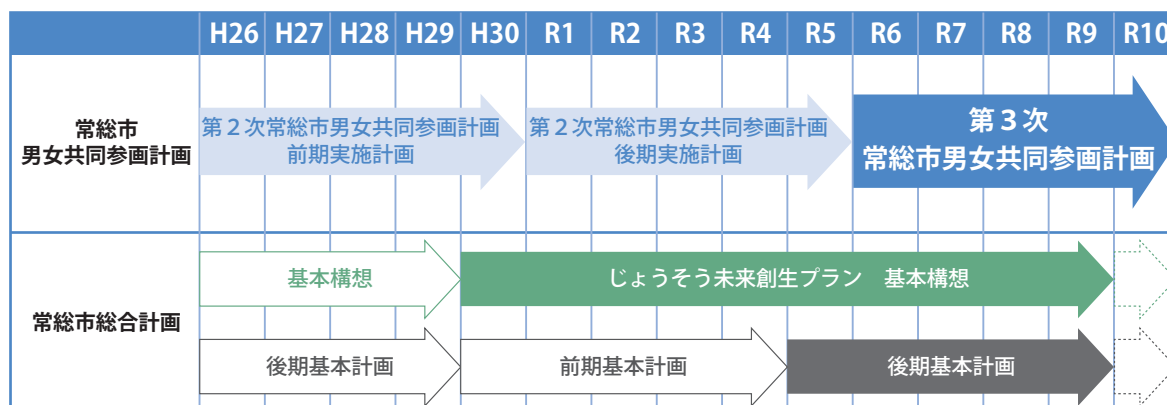 H26 H27 H28 H29 H30 R1 R2 R3 R4 R5 R6 R7 R8 R9 R10
常総市
男女共同参画計画
第２次常総市男女共同参画計画
前期実施計画
第２次常総市男女共同参画計画
後期実施計画
第３次
常総市男女共同参画計画
常総市総合計画
基本構想
じょうそう未来創生プラン　基本構想
後期基本計画
前期基本計画
後期基本計画